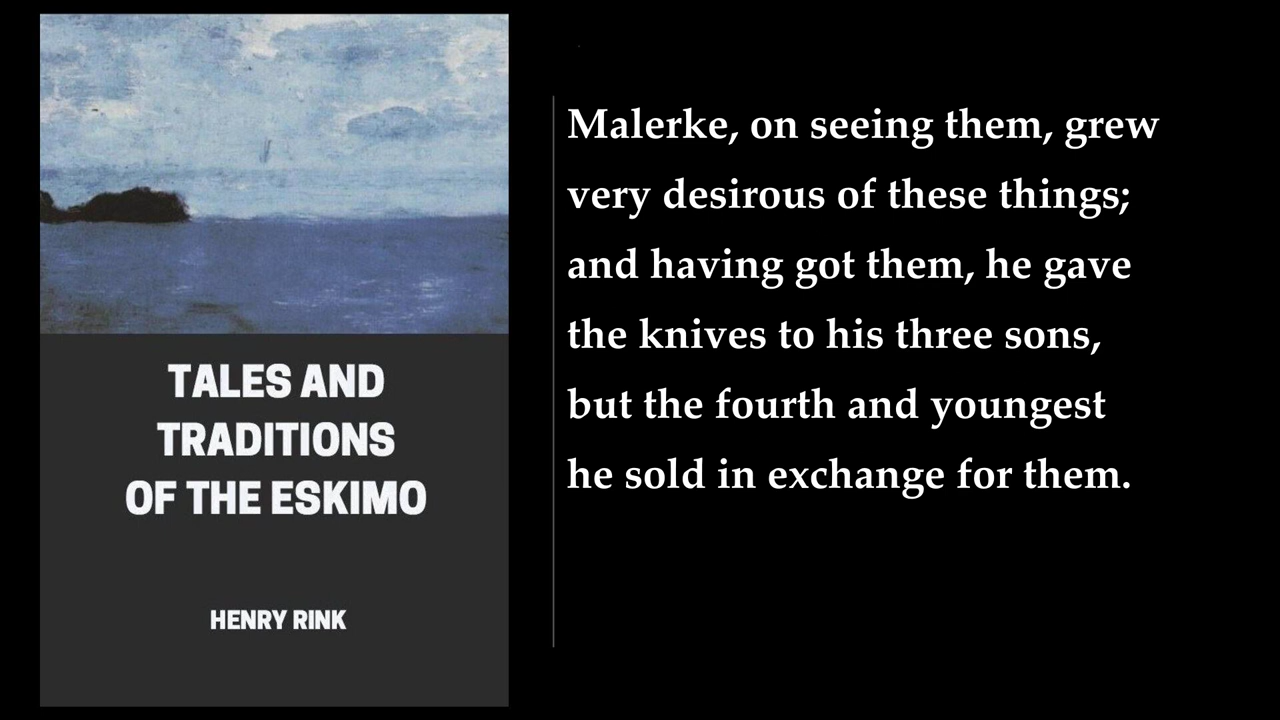 TALES AND
TRADITIONS
OF THE ESKIMO
HENRY RINK
Malerke, on seeing them, grew
very desirous of these things;
and having got them, he gave
the knives to his three sons,
but the fourth and youngest
he sold in exchange for them.